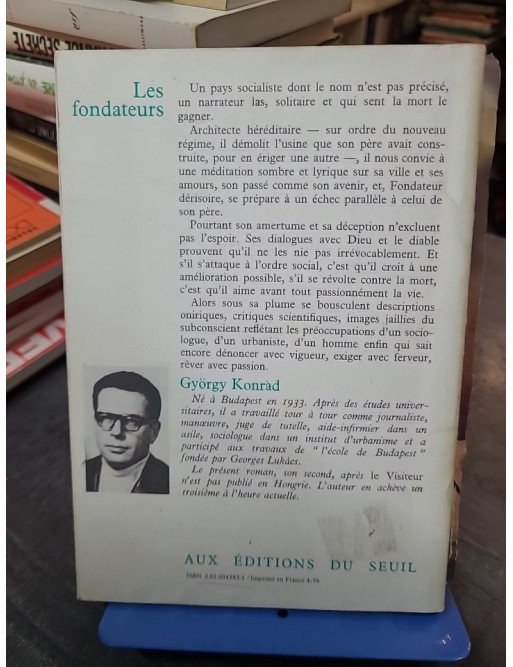 Les
fondateurs
Un pays socialiste dont le nom n'est pas précisé,
un narrateur las, solitaire et qui sent la mort le
gagner.
Architecte héréditaire — sur ordre du nouveau
régime, il démolit l'usine que son père avait cons-
truite, pour en ériger une autre —, il nous convie à
une méditation sombre et lyrique sur sa ville et ses
amours, son passé comme son avenir, et, Fondateur
dérisoire, se prépare à un échec parallèle à celui de
son père.
Pourtant son amertume et sa déception n'excluent
pas l'espoir. Ses dialogues avec Dieu et le diable
prouvent qu'il ne les nie pas irrévocablement. Et
s'il s'attaque à l'ordre social, c'est qu'il croit à une
amélioration possible, s'il se révolte contre la mort,
c'est qu'il aime avant tout passionnément la vie.
Alors sous sa plume se bousculent descriptions
oniriques, critiques scientifiques, images jaillies du
subconscient reflétant les préoccupations d'un socio-
logue, d'un urbaniste, d'un homme enfin qui sait
encore dénoncer avec vigueur, exiger avec ferveur,
rêver avec passion.
György Konràd
Né à Budapest en 1933. Après des études univer-
sitaires, il a travaillé tour à tour comme journaliste,
manœuvre, juge de tutelle, aide-infirmier dans un
asile, sociologue dans un institut d'urbanisme et a
participé aux travaux de "l'école de Budapest"
fondée par Georges Lukàcs.
Le présent roman, son second, après le Visiteur
n'est pas publié en Hongrie. L'auteur en achève un
troisième à l'heure actuelle.
AUX ÉDITIONS DU SEUIL
ISBN 2.02.004383.1 / Imprimé en France 4-76